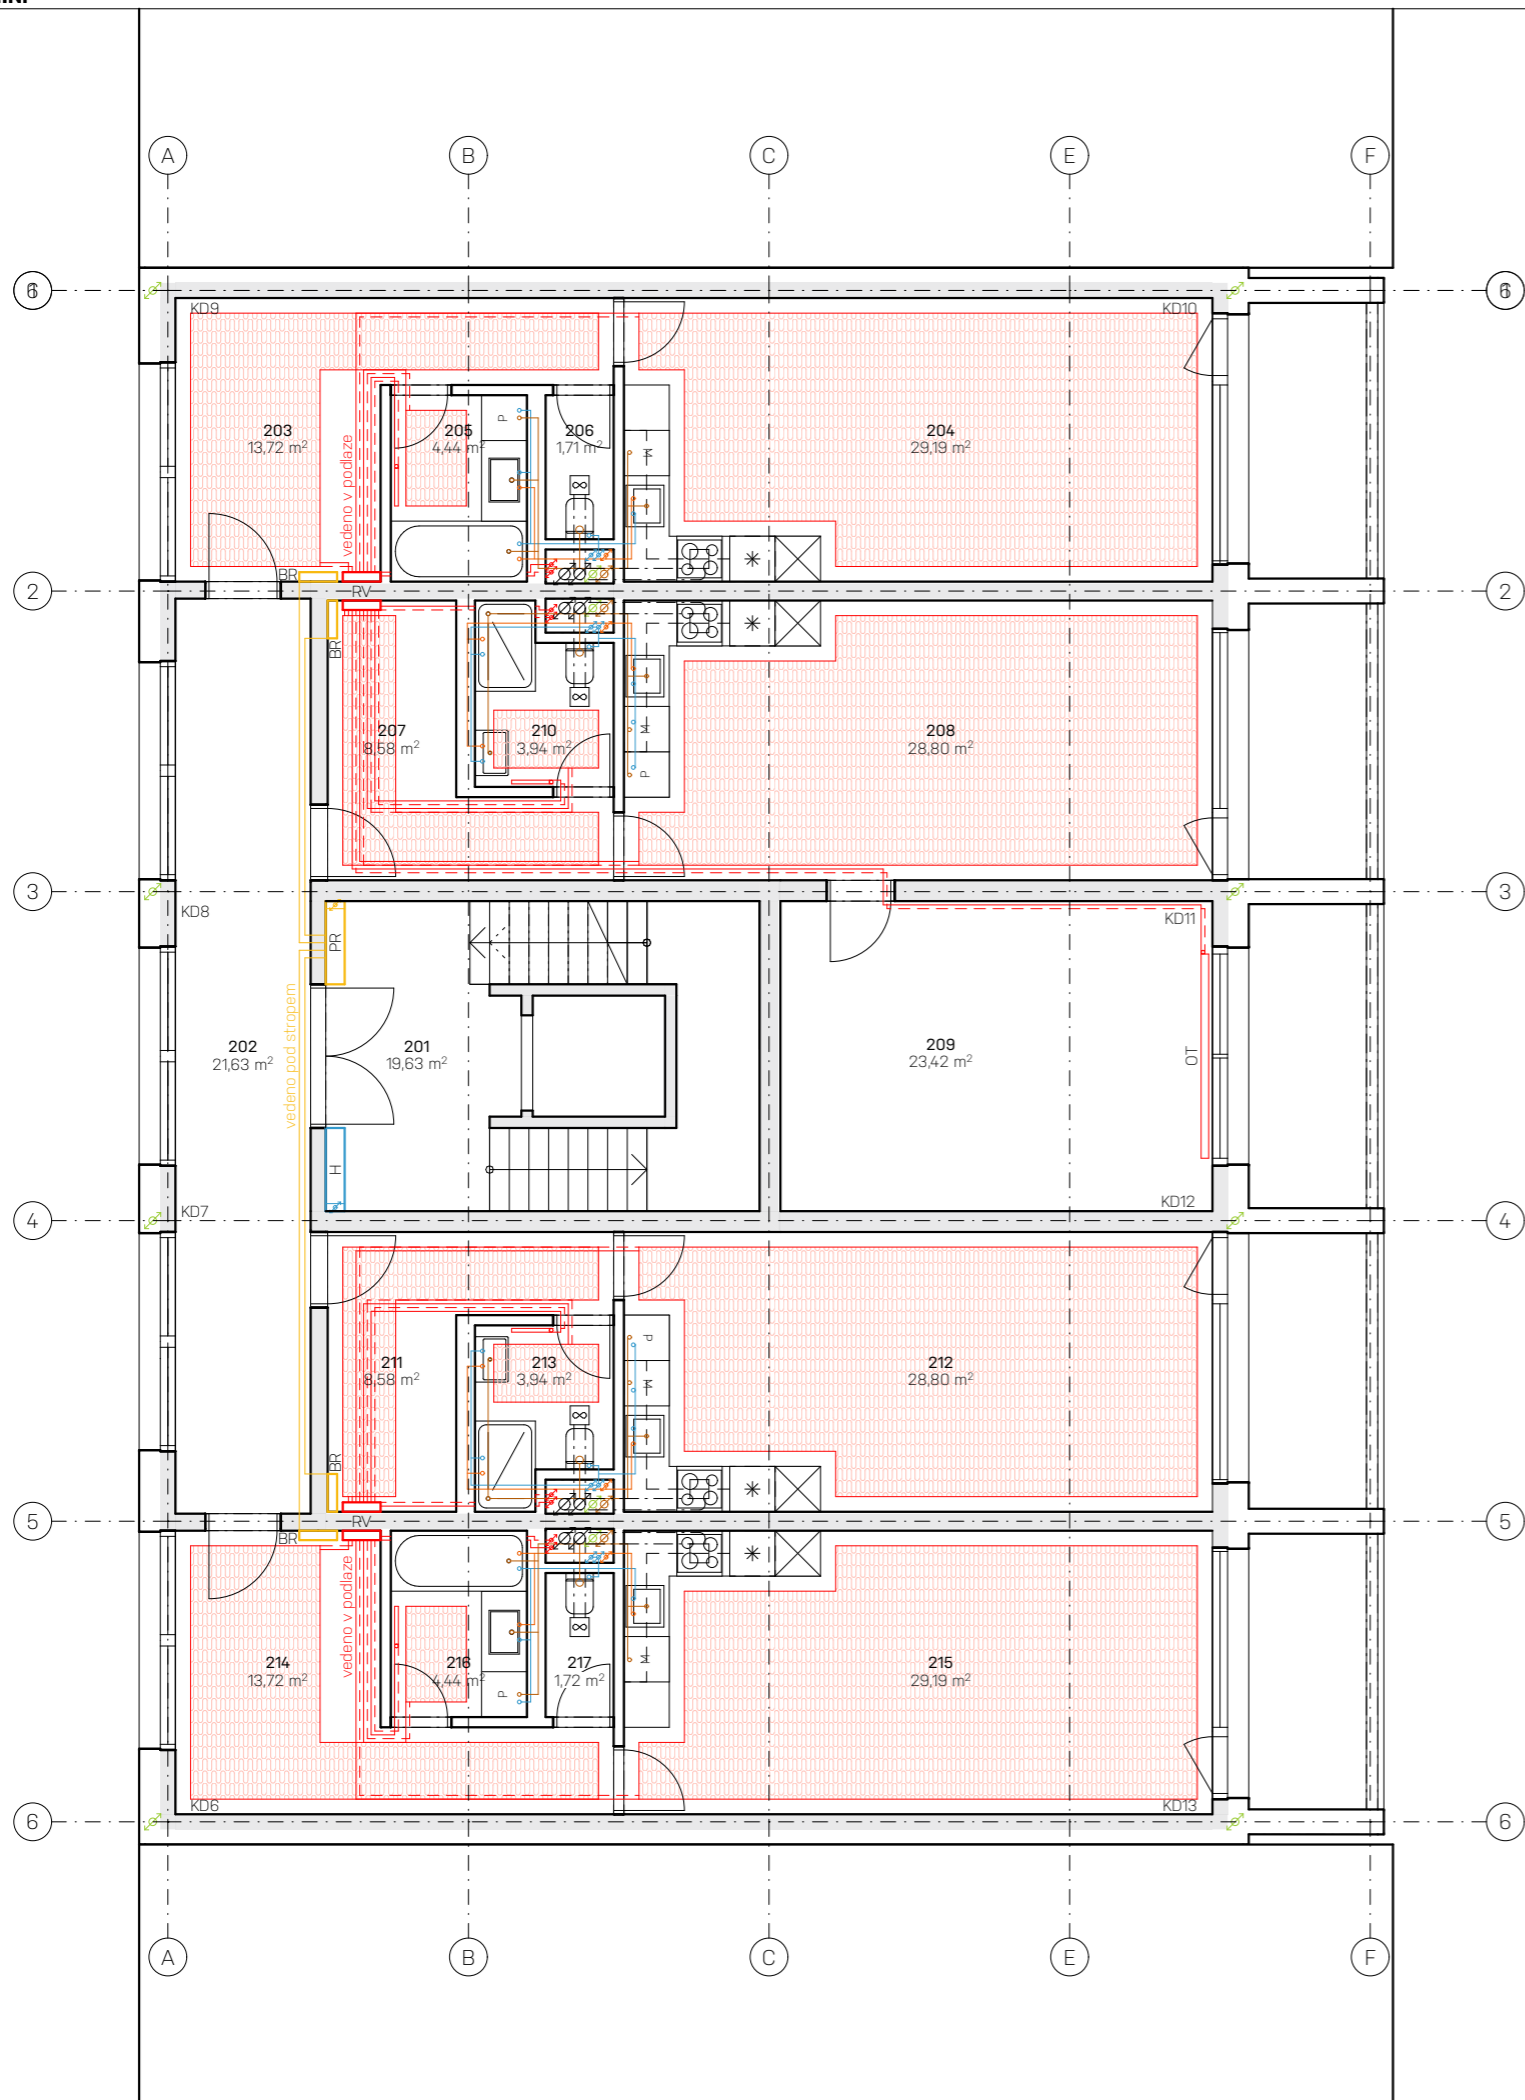 A B C E F
6 6
KD9 KD10
203
13,72 m²
205
4,44 m²
206
1,71 m²
204
29,19 m²
P
M
vedeno v podlaze
BR
RV
2 2
BR
207
8,58 m²
210
3,94 m²
208
28,80 m²
M
P
3 3
KD8
KD11
PR
vedeno pod stropem
202
21,63 m²
201
19,63 m²
209
23,42 m²
OT
H
KD7
KD12
4 4
211
8,58 m²
213
3,94 m²
212
28,80 m²
P
M
BR
5 5
RV
BR
vedeno v podlaze
214
13,72 m²
216
4,44 m²
217
1,72 m²
215
29,19 m²
M
P
KD6 KD13
6 6
A B C E F